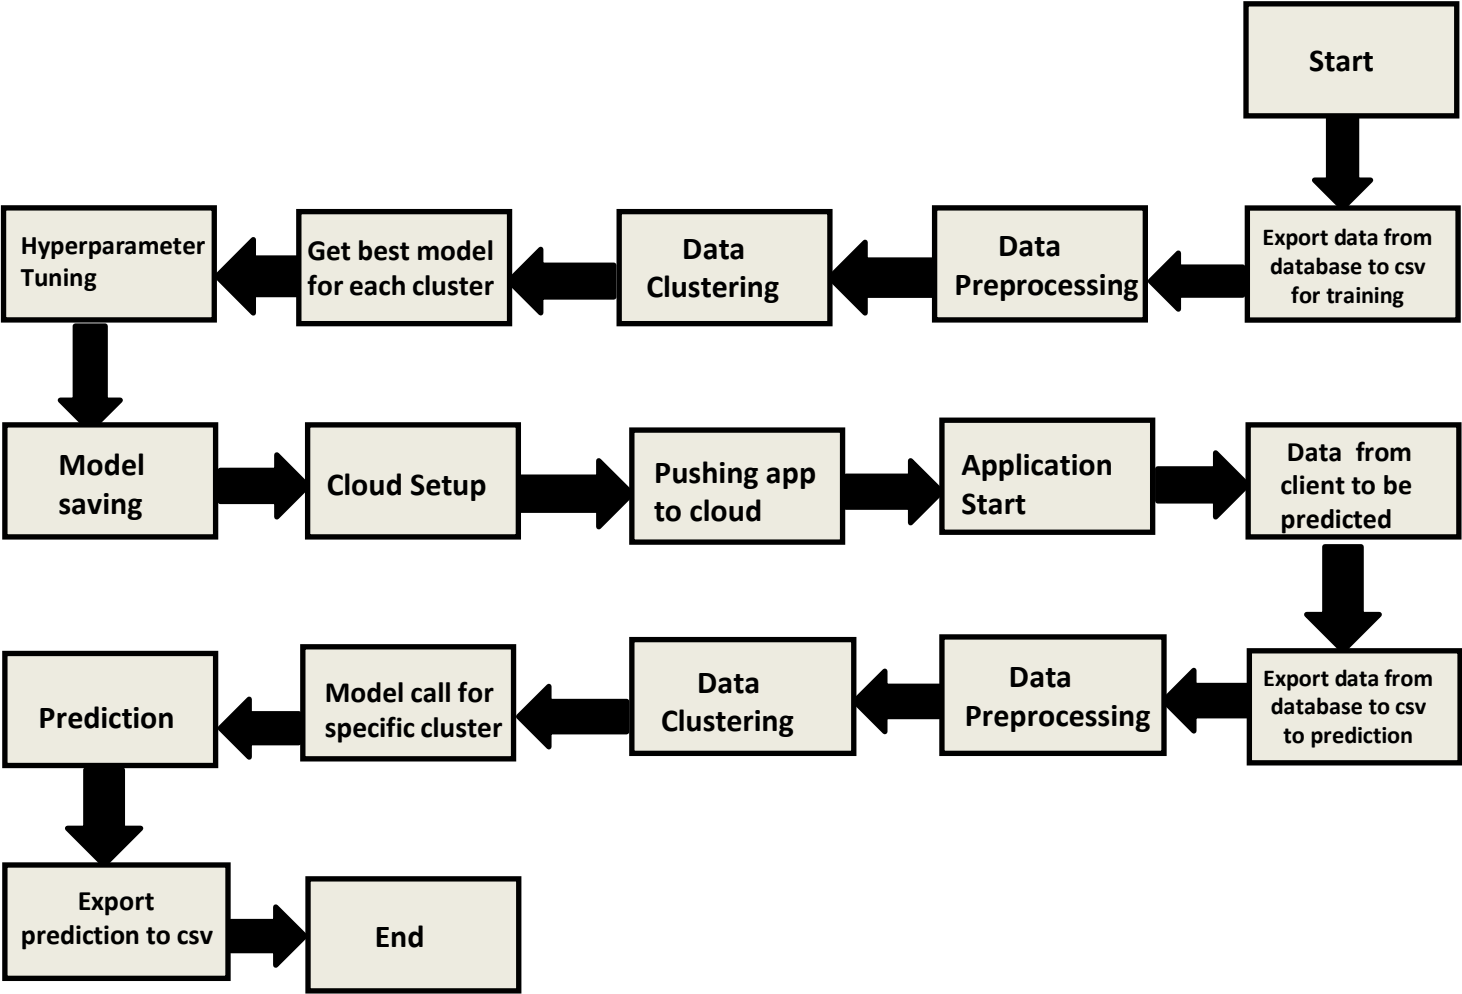 Start
Export data from
database to csv
for training
Data
Preprocessing
Data
Clustering
Get best model
for each cluster
Hyperparameter
Tuning
Model
saving
Cloud Setup
Pushing app
to cloud
Application
Start
Data from
client to be
predicted
Export data from
database to csv
to prediction
Data
Preprocessing
Data
Clustering
Model call for
specific cluster
Prediction
Export
prediction to csv
End